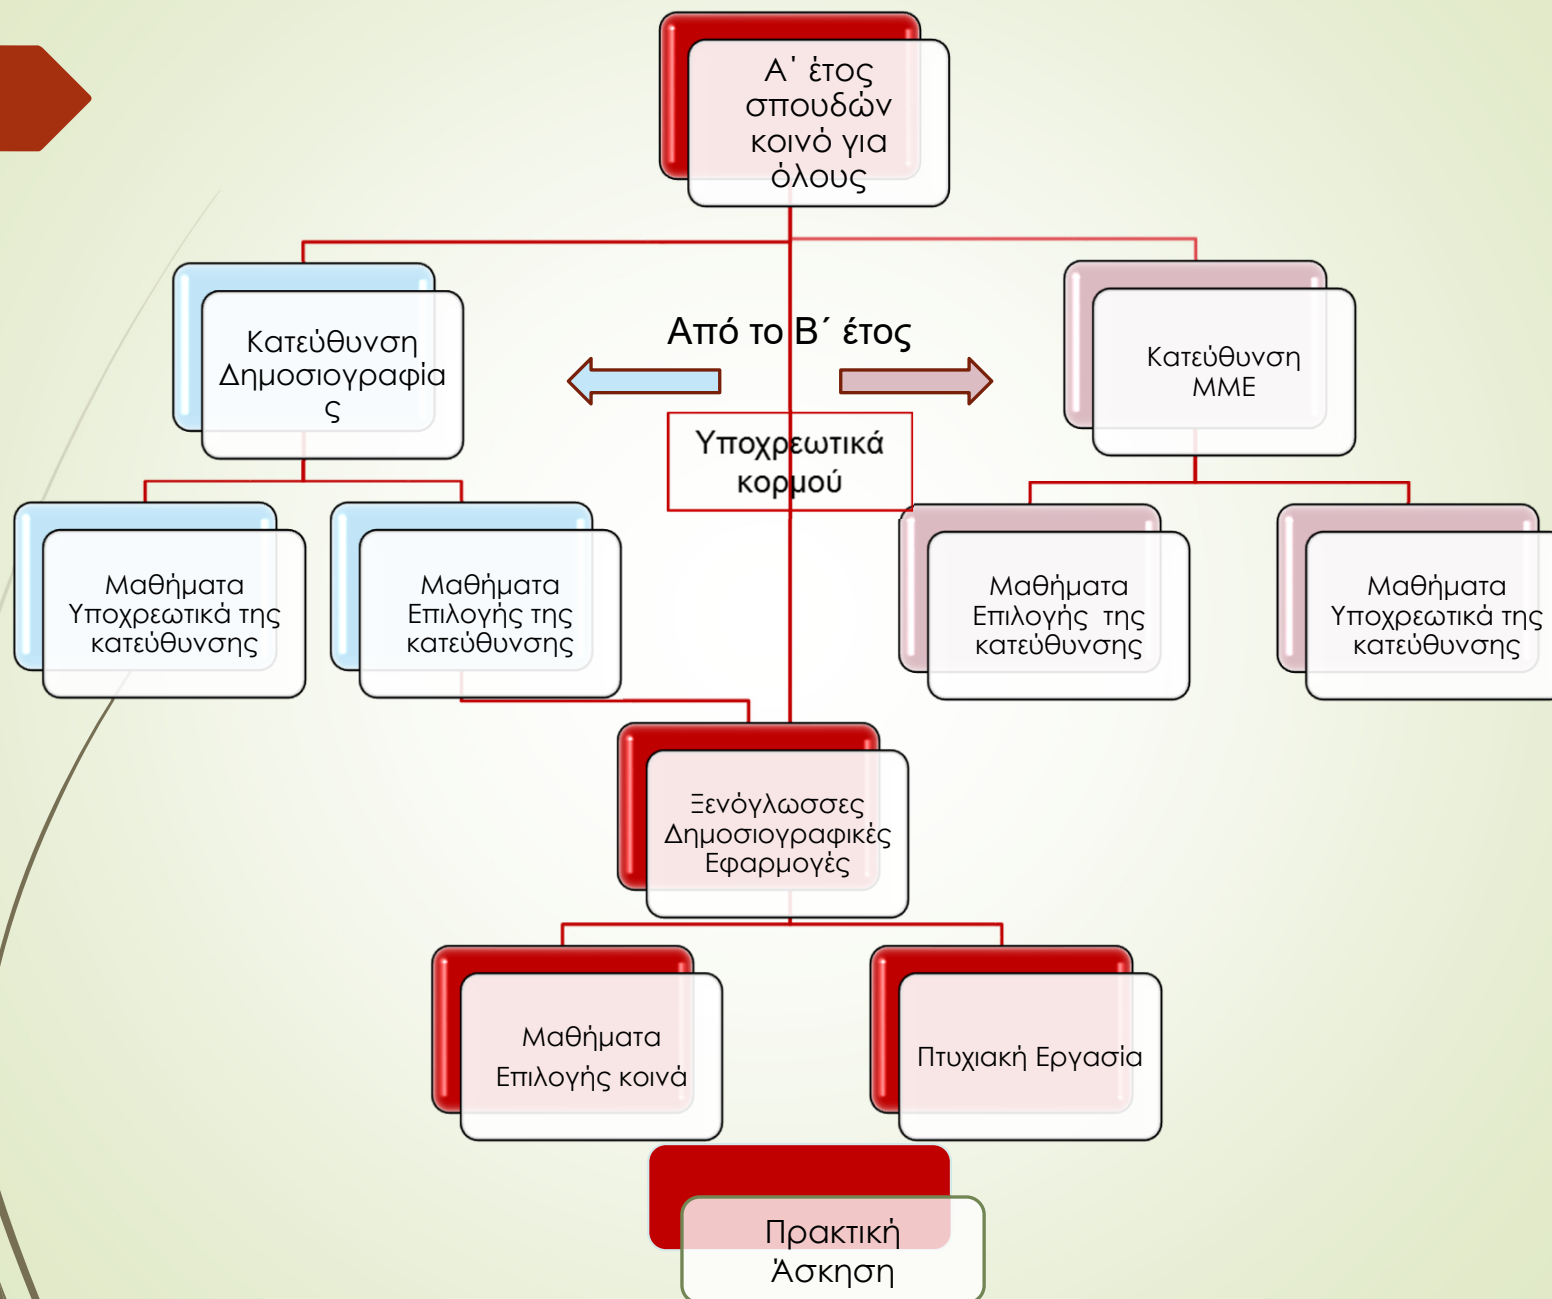 Α΄ έτος
σπουδών
κοινό για
όλους
Κατεύθυνση
Δημοσιογραφία
ς
Από το Β΄ έτος
Κατεύθυνση
ΜΜΕ
Υποχρεωτικά
κορμού
Μαθήματα
Υποχρεωτικά της
κατεύθυνσης
Μαθήματα
Επιλογής της
κατεύθυνσης
Μαθήματα
Επιλογής της
κατεύθυνσης
Μαθήματα
Υποχρεωτικά της
κατεύθυνσης
Ξενόγλωσσες
Δημοσιογραφικές
Εφαρμογές
Μαθήματα
Επιλογής κοινά
Πτυχιακή Εργασία
Πρακτική
Άσκηση